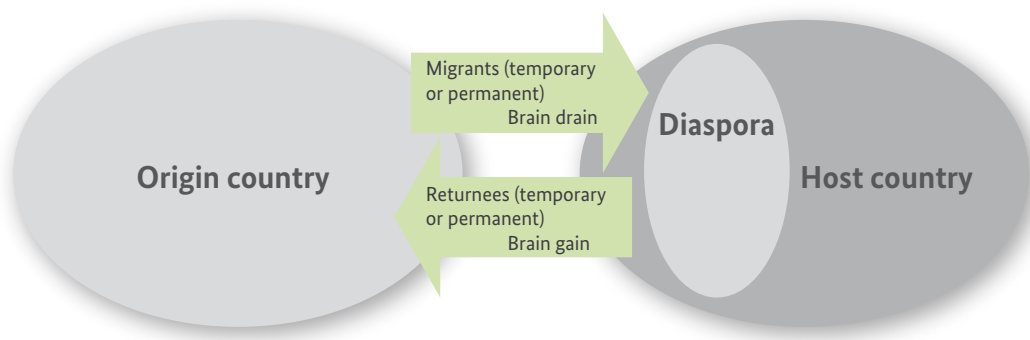 Migrants (temporary
or permanent)
Brain drain
Diaspora
Origin country
Host country
Returnees (temporary
or permanent)
Brain gain